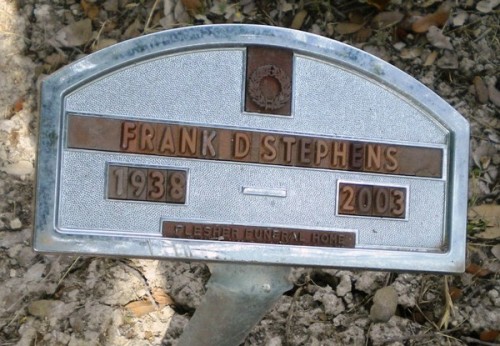 FRANK D STEPHENS
1938 – 2003
FLESHER FUNERAL HOME